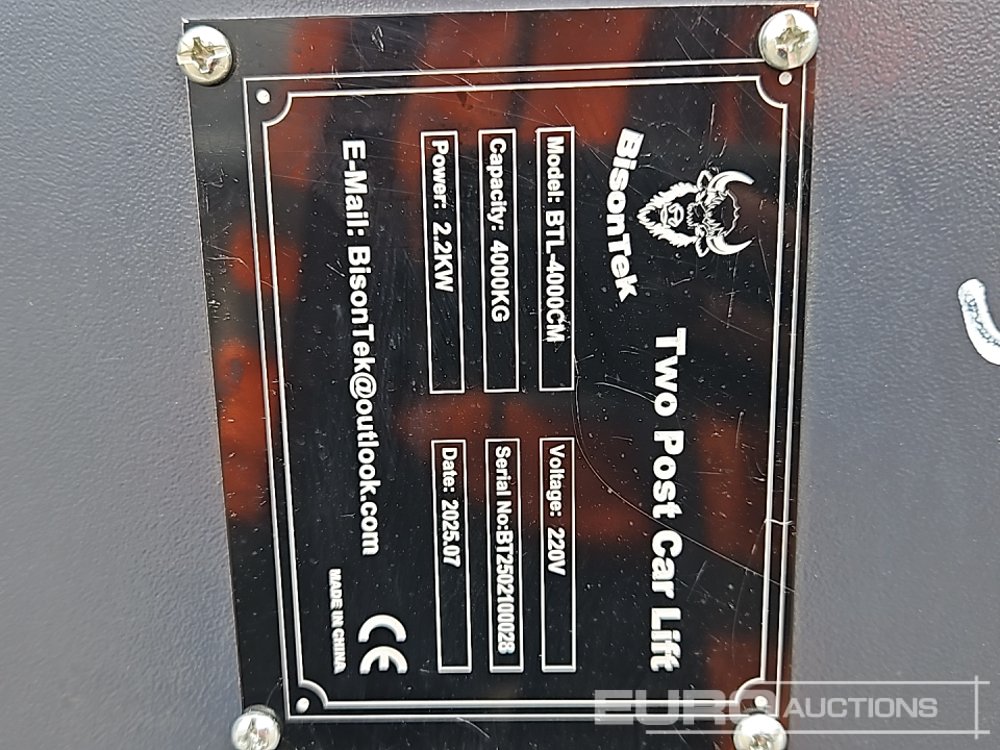 BisonTek
Two Post Car Lift
Model: BTL-4000CM
Voltage: 220V
Capacity: 4000KG
Serial No:BT2502100028
Power: 2.2KW
Date: 2025.07
E-Mail: BisonTek@outlook.com
CE
MADE IN CHINA
EURO AUCTIONS